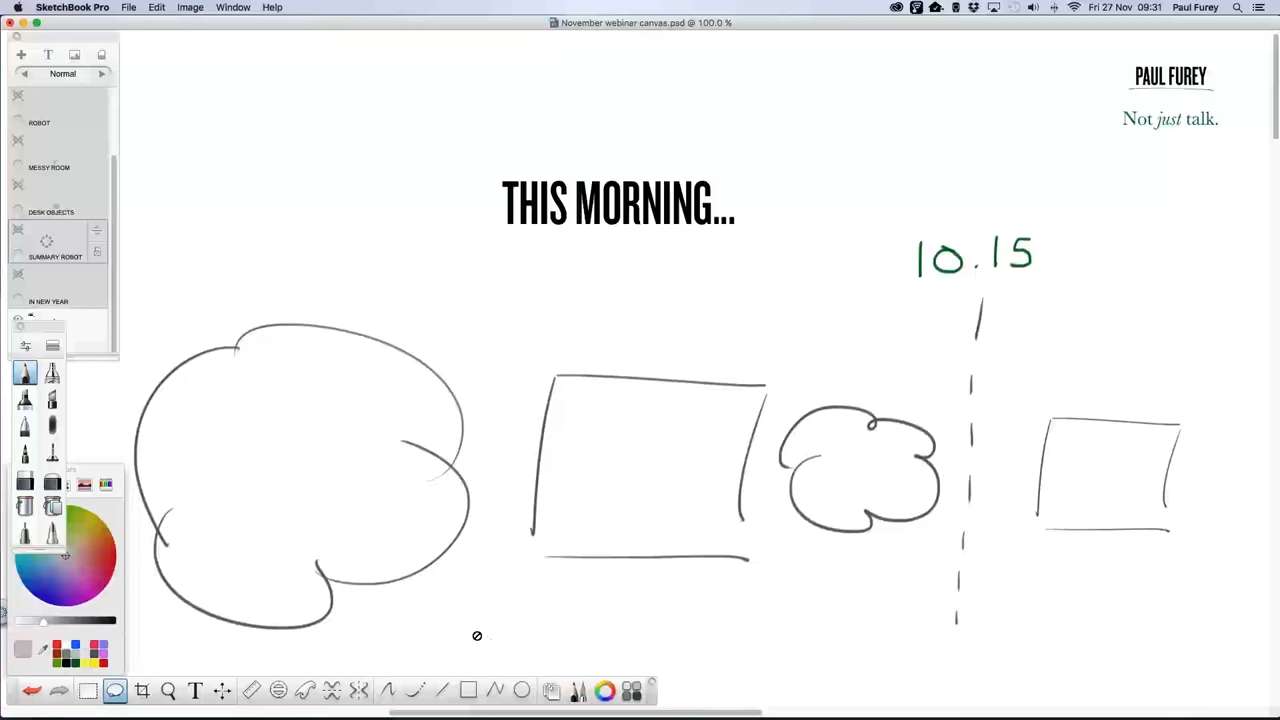 SketchBook Pro File Edit Image Window Help Paul Furey Fri 27 Nov 09:31 Paul Furey
November webinar canvas.psd @ 100.0 %
Normal
ROBOT
MESSY ROOM
DESK OBJECTS
SUMMARY ROBOT
IN NEW YEAR
PAUL FUREY
Not just talk.
THIS MORNING...
10.15